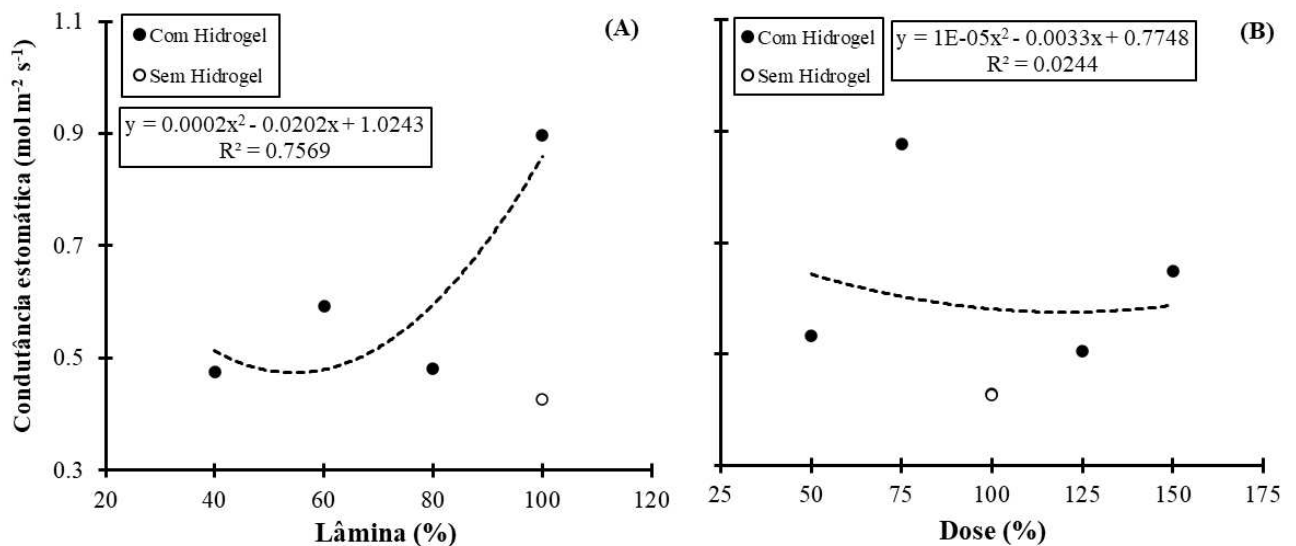 Condutância estomática (mol m⁻² s⁻¹)
1.1
0.9
0.7
0.5
0.3
Com Hidrogel
Sem Hidrogel
(A)
y = 0.0002x² - 0.0202x + 1.0243
R² = 0.7569
20 40 60 80 100 120
Lâmina (%)
Com Hidrogel
Sem Hidrogel
y = 1E-05x² - 0.0033x + 0.7748
R² = 0.0244
(B)
25 50 75 100 125 150 175
Dose (%)